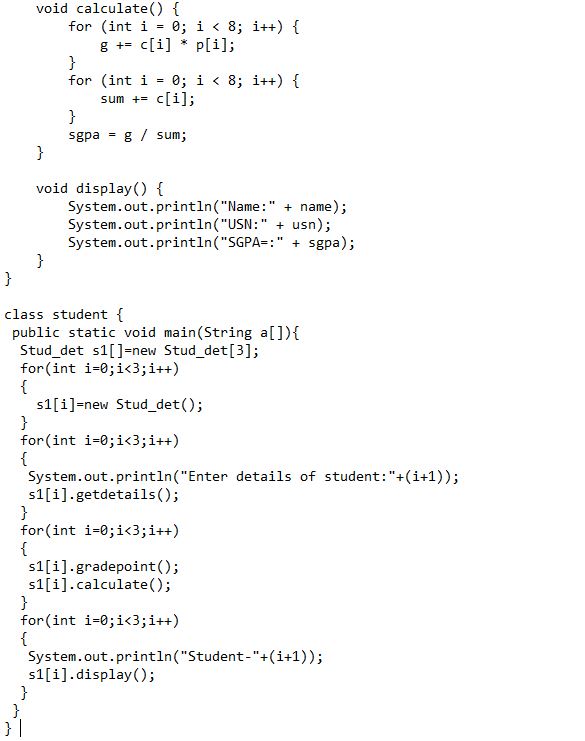 void calculate() {
for (int i = 0; i < 8; i++) {
g += c[i] * p[i];
}
for (int i = 0; i < 8; i++) {
sum += c[i];
}
sgpa = g / sum;
}
void display() {
System.out.println("Name:" + name);
System.out.println("USN:" + usn);
System.out.println("SGPA=:" + sgpa);
}
}
class student {
public static void main(String a[]){
Stud_det s1[]=new Stud_det[3];
for(int i=0;i<3;i++)
{
s1[i]=new Stud_det();
}
for(int i=0;i<3;i++)
{
System.out.println("Enter details of student:"+(i+1));
s1[i].getdetails();
}
for(int i=0;i<3;i++)
{
s1[i].gradepoint();
s1[i].calculate();
}
for(int i=0;i<3;i++)
{
System.out.println("Student-"+(i+1));
s1[i].display();
}
}
}